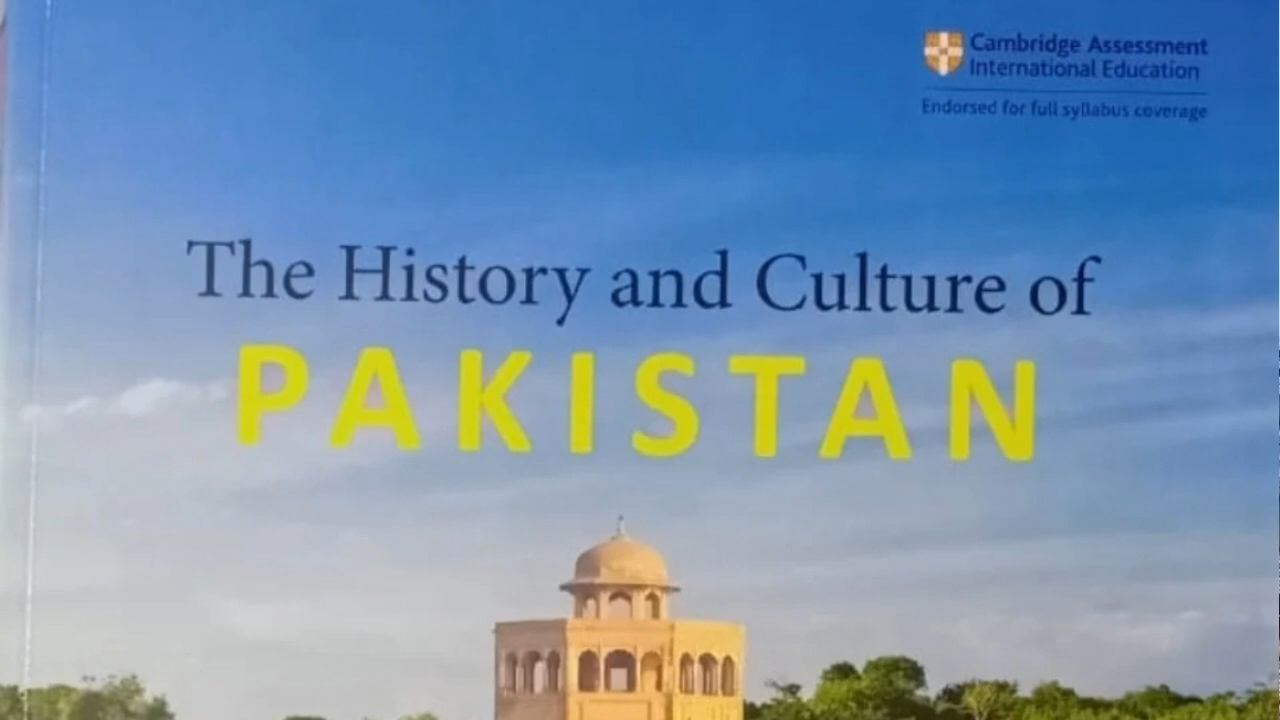 Cambridge Assessment
International Education
Endorsed for full syllabus coverage
The History and Culture of
PAKISTAN